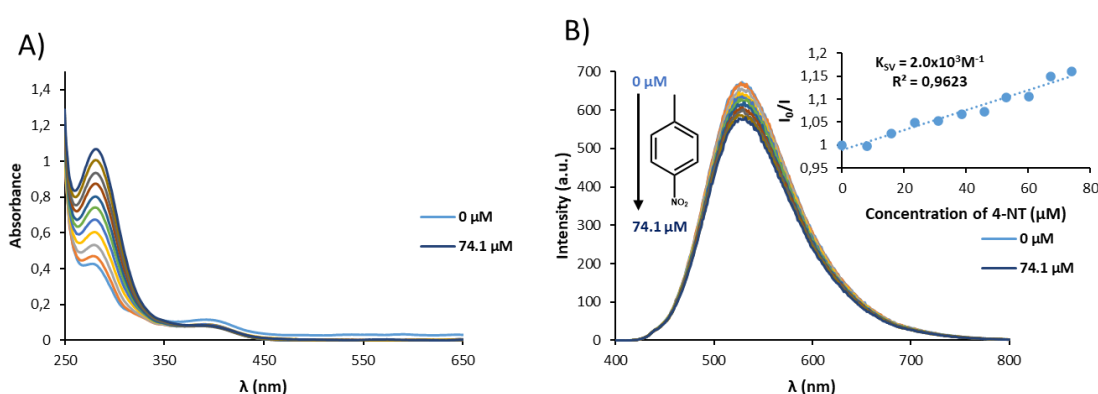 A)
Absorbance
1,4
1,2
1
0,8
0,6
0,4
0,2
0
250 350 450 550 650
λ (nm)
0 µM
74.1 µM
B)
Intensity (a.u.)
700
600
500
400
300
200
100
0
400 500 600 700 800
λ (nm)
0 µM
NO₂
74.1 µM
K_SV = 2.0x10³M⁻¹
R² = 0,9623
I₀/I
1,2
1,15
1,1
1,05
1
0,95
0 20 40 60 80
Concentration of 4-NT (µM)
0 µM
74.1 µM